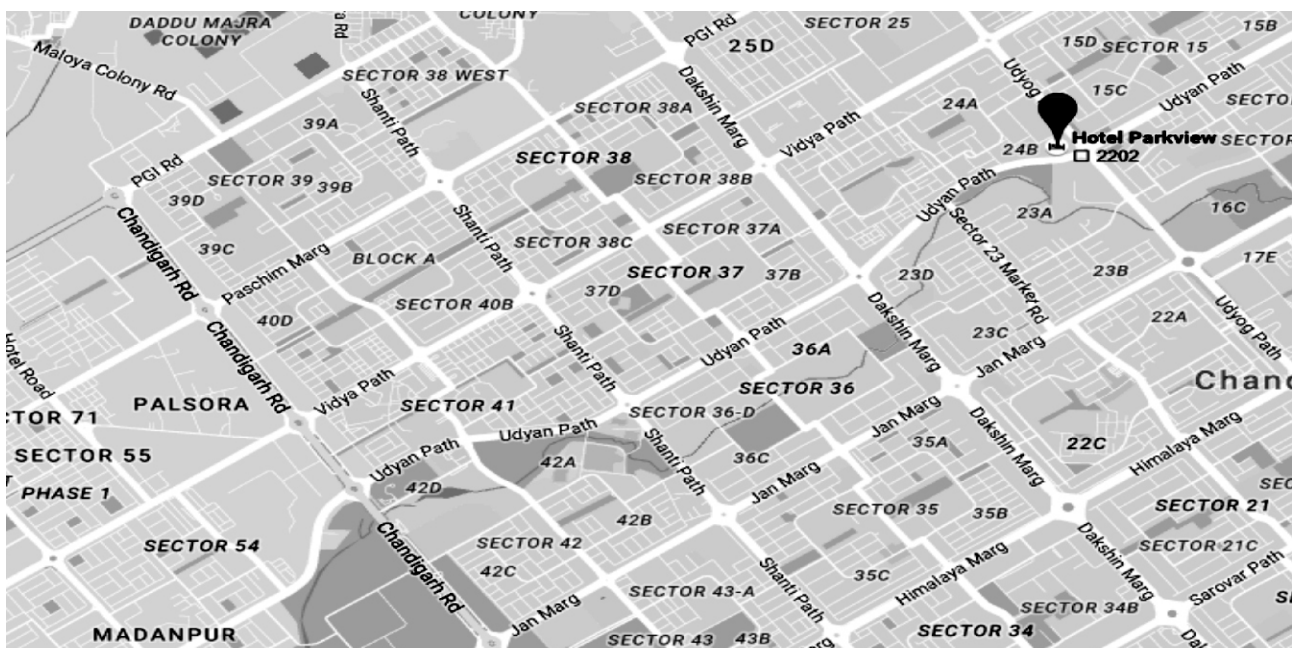 DADDU MAJRA
COLONY
COLONY
PGI Rd
SECTOR 25
15B
15D
SECTOR 15
25D
Maloya Colony Rd
SECTOR 38 WEST
Shanti Path
Dakshin Marg
Udyog
15C
Udyan Path
39A
SECTOR 38A
24A
Vidya Path
Hotel Parkview
2202
24B
SECTOR 38
PGI Rd
SECTOR 39
39B
SECTOR 38B
39D
Udyan Path
23A
16C
Shanti Path
SECTOR 37A
Sector 23 Market Rd
Chandigarh Rd
39C
SECTOR 38C
BLOCK A
Paschim Marg
SECTOR 37
37B
23D
23B
17E
37D
SECTOR 40B
40D
Dakshin Marg
22A
Udyog Path
Hotel Road
Chandigarh Rd
Shanti Path
Udyan Path
36A
23C
Jan Marg
Vidya Path
SECTOR 36
PALSORA
SECTOR 41
SECTOR 36-D
Jan Marg
Dakshin Marg
SECTOR 55
Udyan Path
Udyan Path
Shanti Path
35A
22C
Himalaya Marg
42A
36C
PHASE 1
42D
Jan Marg
SECTOR 35
35B
SECTOR 21
42B
SECTOR 54
Chandigarh Rd
SECTOR 42
Dakshin Marg
SECTOR 21C
42C
35C
Himalaya Marg
Sarovar Path
SECTOR 43-A
Shanti Path
SECTOR 34B
MADANPUR
Jan Marg
SECTOR 43
43B
SECTOR 34